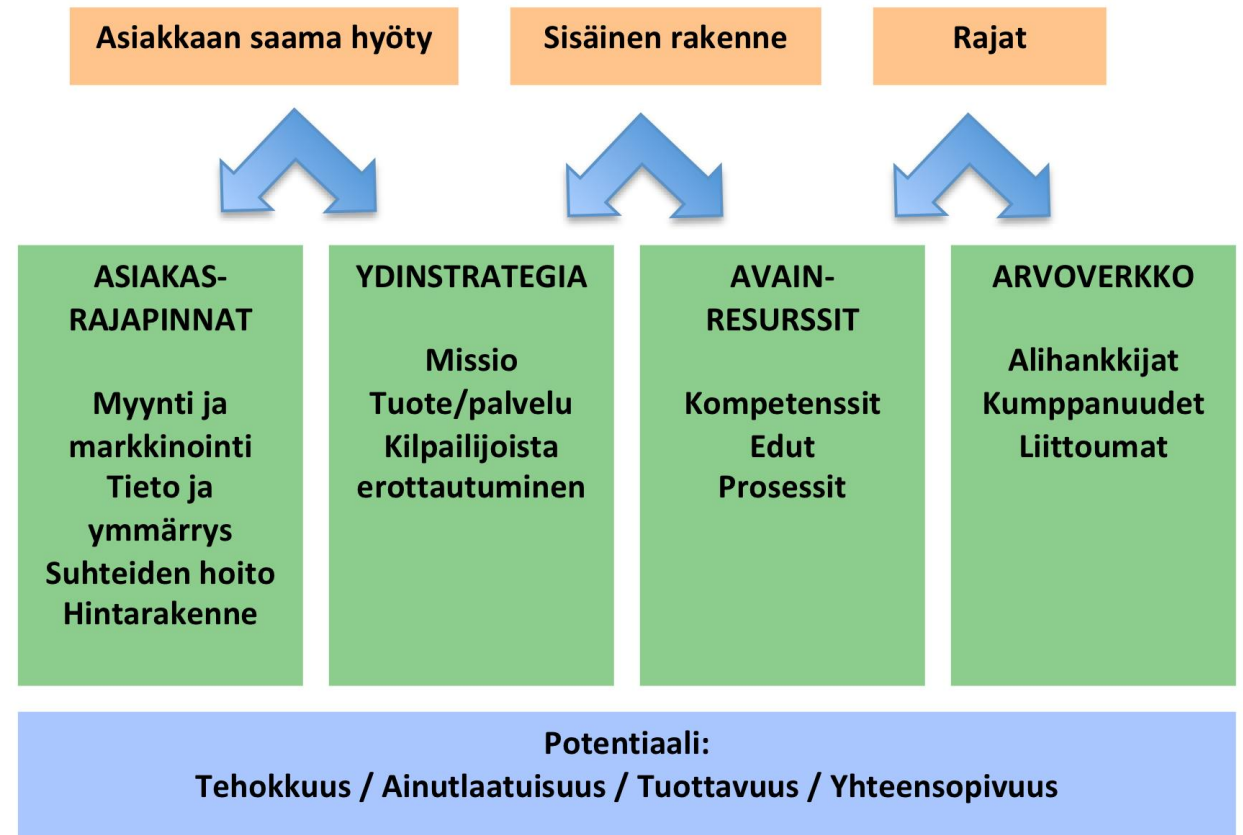 Asiakkaan saama hyöty
Sisäinen rakenne
Rajat
ASIAKAS-
RAJAPINNAT
Myynti ja
markkinointi
Tieto ja
ymmärrys
Suhteiden hoito
Hintarakenne
YDINSTRATEGIA
Missio
Tuote/palvelu
Kilpailijoista
erottautuminen
AVAIN-
RESURSSIT
Kompetenssit
Edut
Prosessit
ARVOVERKKO
Alihankkijat
Kumppanuudet
Liittoumat
Potentiaali:
Tehokkuus / Ainutlaatuisuus / Tuottavuus / Yhteensopivuus